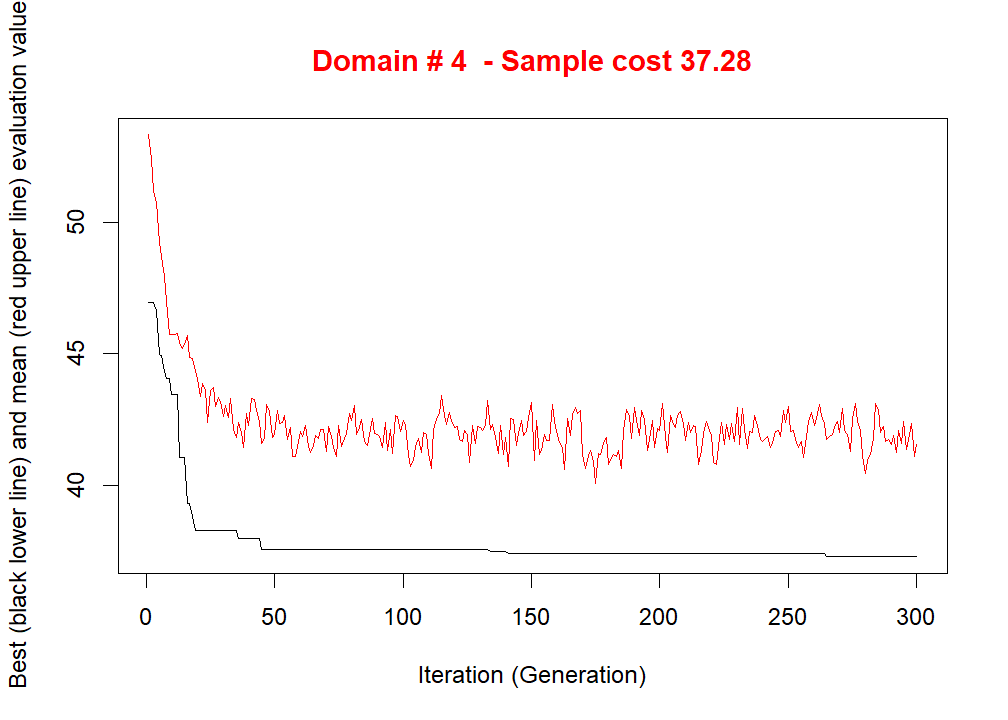 Domain # 4  - Sample cost 37.28
Best (black lower line) and mean (red upper line) evaluation value
50
45
40
0 50 100 150 200 250 300
Iteration (Generation)